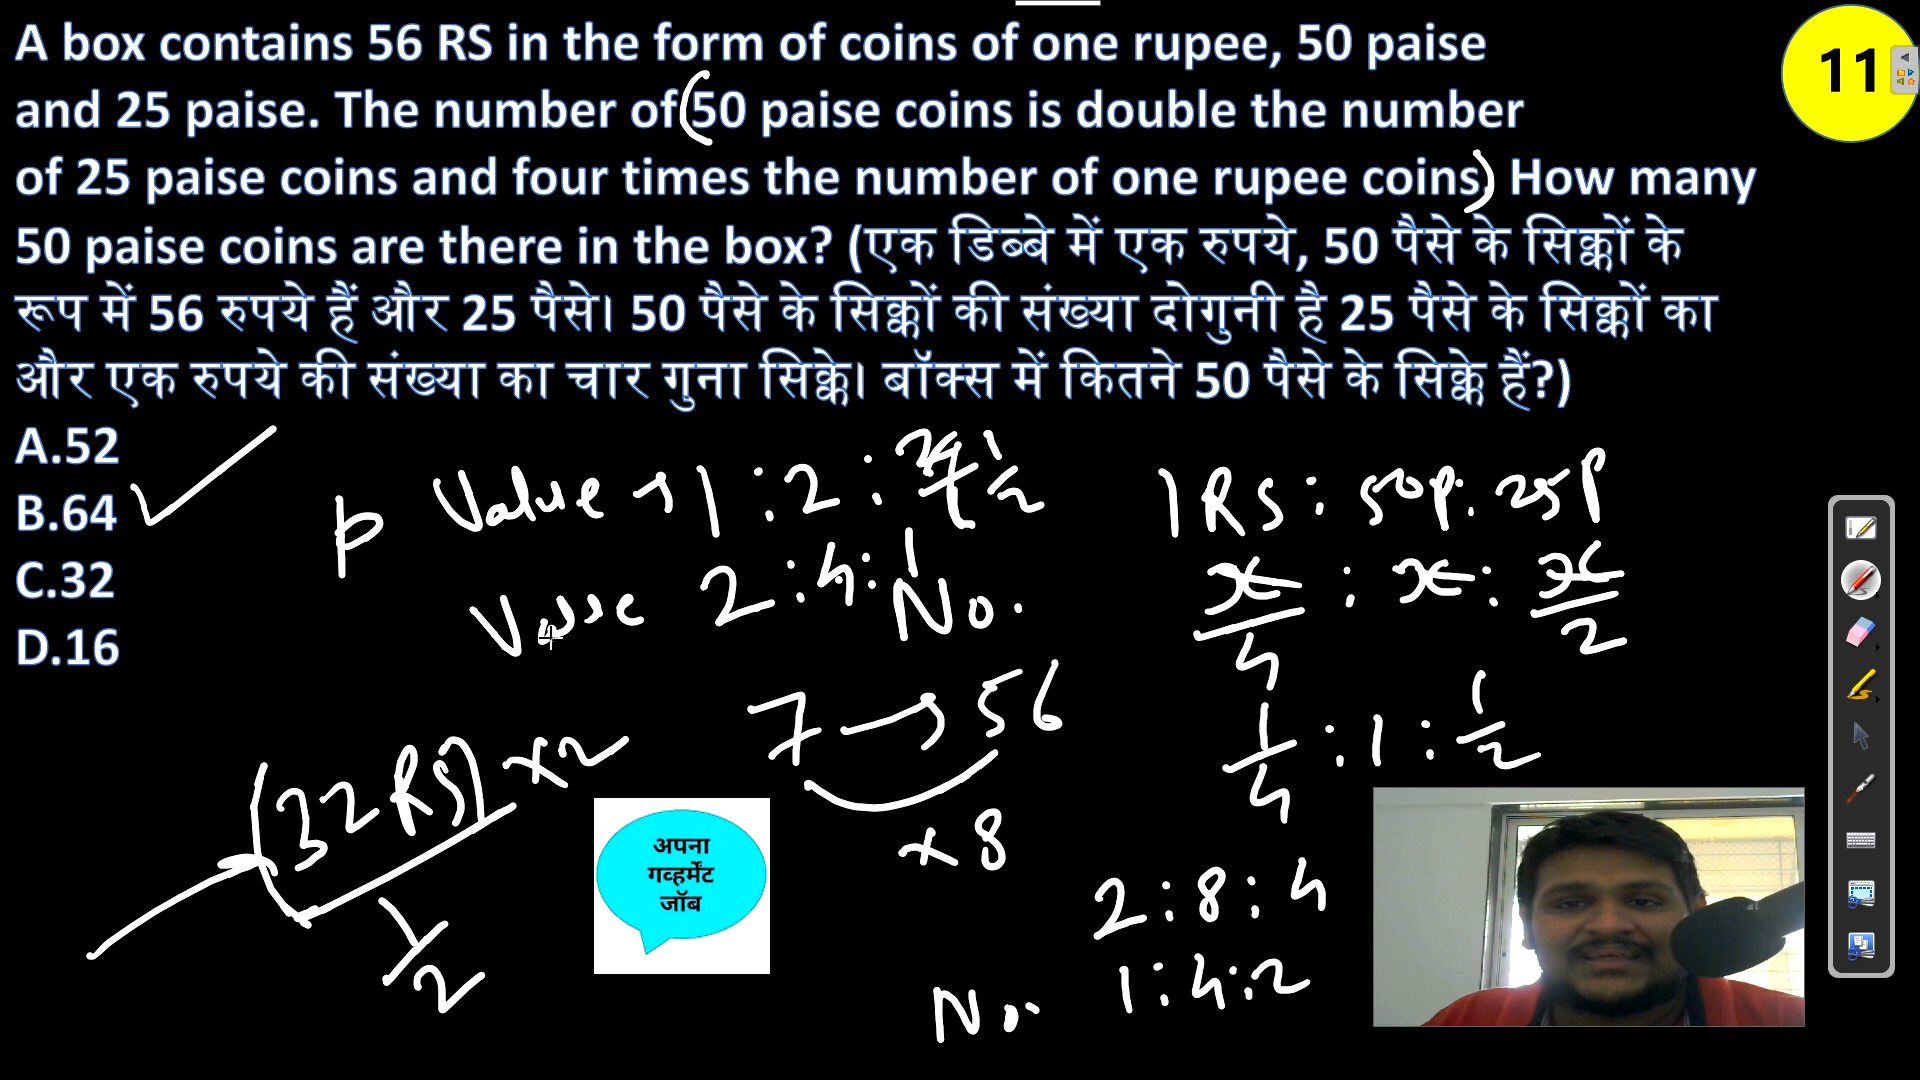 A box contains 56 RS in the form of coins of one rupee, 50 paise
and 25 paise. The number of (50 paise coins is double the number
of 25 paise coins and four times the number of one rupee coins.) How many
50 paise coins are there in the box? (एक डिब्बे में एक रुपये, 50 पैसे के सिक्कों के
रूप में 56 रुपये हैं और 25 पैसे। 50 पैसे के सिक्कों की संख्या दोगुनी है 25 पैसे के सिक्कों का
और एक रुपये की संख्या का चार गुना सिक्के। बॉक्स में कितने 50 पैसे के सिक्के हैं?)
11
A.52
B.64
C.32
D.16
p Value → 1 : 2 : 1/2
Value 2 : 4 : 1
No.
7 → 56
×8
(32 RS) ×2
1/2
1 RS : 50p : 25p
x/4 : x : x/2
1/4 : 1 : 1/2
2 : 8 : 4
No. 1 : 4 : 2
अपना
गव्हर्मेंट
जॉब